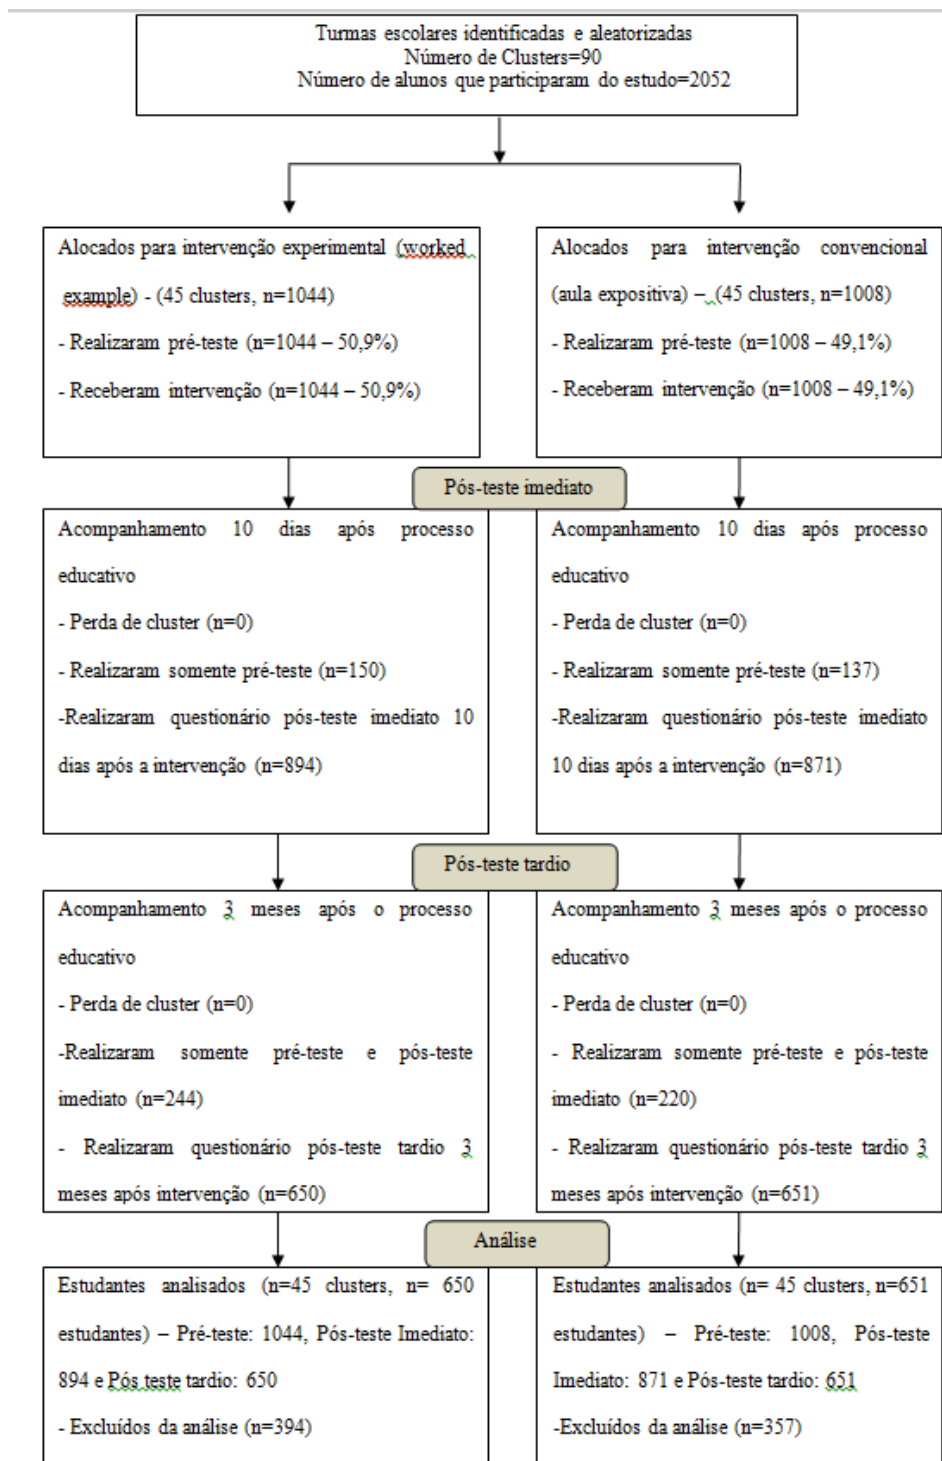 Turmas escolares identificadas e aleatorizadas
Número de Clusters=90
Número de alunos que participaram do estudo=2052
Alocados para intervenção experimental (worked
example) - (45 clusters, n=1044)
- Realizaram pré-teste (n=1044 – 50,9%)
- Receberam intervenção (n=1044 – 50,9%)
Alocados para intervenção convencional
(aula expositiva) – (45 clusters, n=1008)
- Realizaram pré-teste (n=1008 – 49,1%)
- Receberam intervenção (n=1008 – 49,1%)
Pós-teste imediato
Acompanhamento 10 dias após processo
educativo
- Perda de cluster (n=0)
- Realizaram somente pré-teste (n=150)
-Realizaram questionário pós-teste imediato 10
dias após a intervenção (n=894)
Acompanhamento 10 dias após processo
educativo
- Perda de cluster (n=0)
- Realizaram somente pré-teste (n=137)
-Realizaram questionário pós-teste imediato
10 dias após a intervenção (n=871)
Pós-teste tardio
Acompanhamento 3 meses após o processo
educativo
- Perda de cluster (n=0)
-Realizaram somente pré-teste e pós-teste
imediato (n=244)
- Realizaram questionário pós-teste tardio 3
meses após intervenção (n=650)
Acompanhamento 3 meses após o processo
educativo
- Perda de cluster (n=0)
- Realizaram somente pré-teste e pós-teste
imediato (n=220)
- Realizaram questionário pós-teste tardio 3
meses após intervenção (n=651)
Análise
Estudantes analisados (n=45 clusters, n= 650
estudantes) – Pré-teste: 1044, Pós-teste Imediato:
894 e Pós teste tardio: 650
- Excluídos da análise (n=394)
Estudantes analisados (n= 45 clusters, n=651
estudantes) – Pré-teste: 1008, Pós-teste
Imediato: 871 e Pós-teste tardio: 651
-Excluídos da análise (n=357)